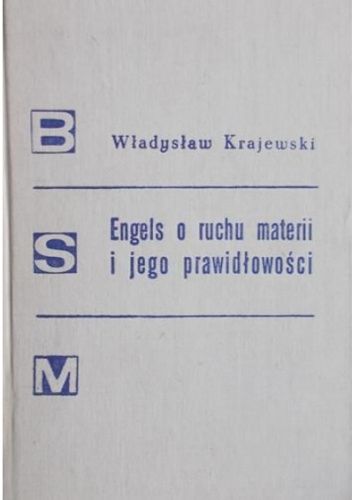 B
Władysław Krajewski
S
Engels o ruchu materii
i jego prawidłowości
M